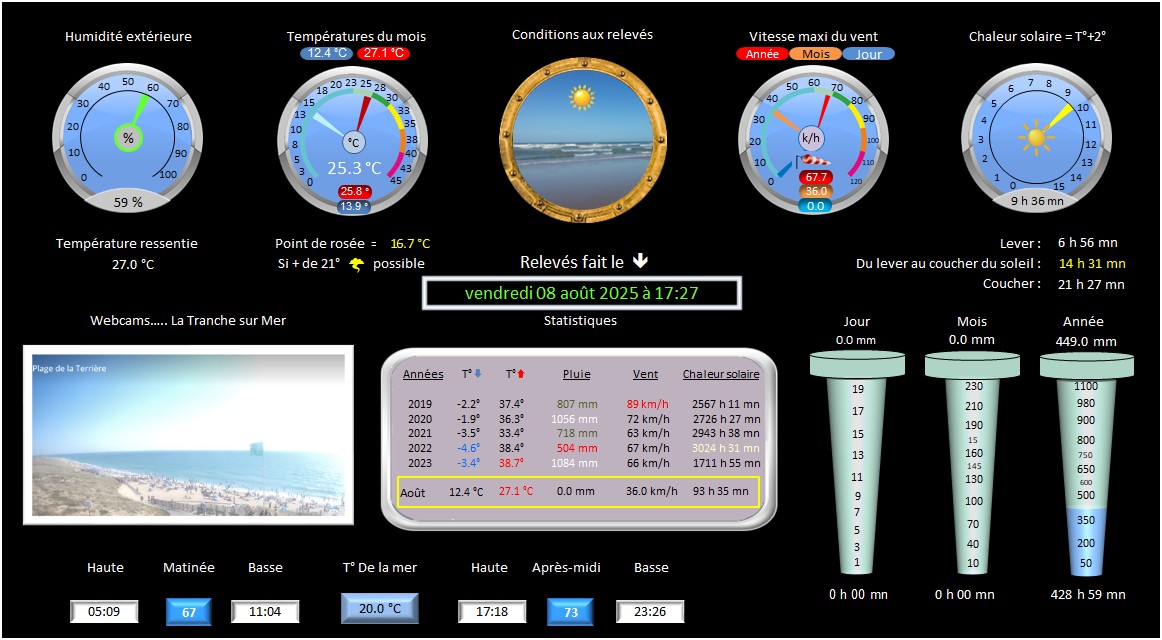 Humidité extérieure
Températures du mois
Conditions aux relevés
Vitesse maxi du vent
Chaleur solaire = T°+2°
12.4 °C 27.1 °C
Année Mois Jour
0 10 20 30 40 50 60 70 80 90 100
%
59 %
0 3 5 8 10 13 15 18 20 23 25 28 30 33 35 38 40 43 45
°C
25.3 °C
25.8 °
13.9 °
0 10 20 30 40 50 60 70 80 90 100 110 120
k/h
67.7
36.0
0.0
0 1 2 3 4 5 6 7 8 9 10 11 12 13 14 15
9 h 36 mn
Température ressentie
27.0 °C
Point de rosée = 16.7 °C
Si + de 21° possible
Relevés fait le
vendredi 08 août 2025 à 17:27
Lever : 6 h 56 mn
Du lever au coucher du soleil : 14 h 31 mn
Coucher : 21 h 27 mn
Webcams..... La Tranche sur Mer
Plage de la Terrière
Statistiques
Années T° T° Pluie Vent Chaleur solaire
2019 -2.2° 37.4° 807 mm 89 km/h 2567 h 11 mn
2020 -1.9° 36.3° 1056 mm 72 km/h 2726 h 27 mn
2021 -3.5° 33.4° 718 mm 63 km/h 2943 h 38 mn
2022 -4.6° 38.4° 504 mm 67 km/h 3024 h 31 mn
2023 -3.4° 38.7° 1084 mm 66 km/h 1711 h 55 mn
Août 12.4 °C 27.1 °C 0.0 mm 36.0 km/h 93 h 35 mn
Jour
0.0 mm
19
17
15
13
11
9
7
5
3
1
0 h 00 mn
Mois
0.0 mm
230
210
190
15
160
145
130
100
70
40
10
0 h 00 mn
Année
449.0 mm
1100
980
900
800
750
650
600
500
350
200
50
428 h 59 mn
Haute Matinée Basse
05:09 67 11:04
T° De la mer
20.0 °C
Haute Après-midi Basse
17:18 73 23:26